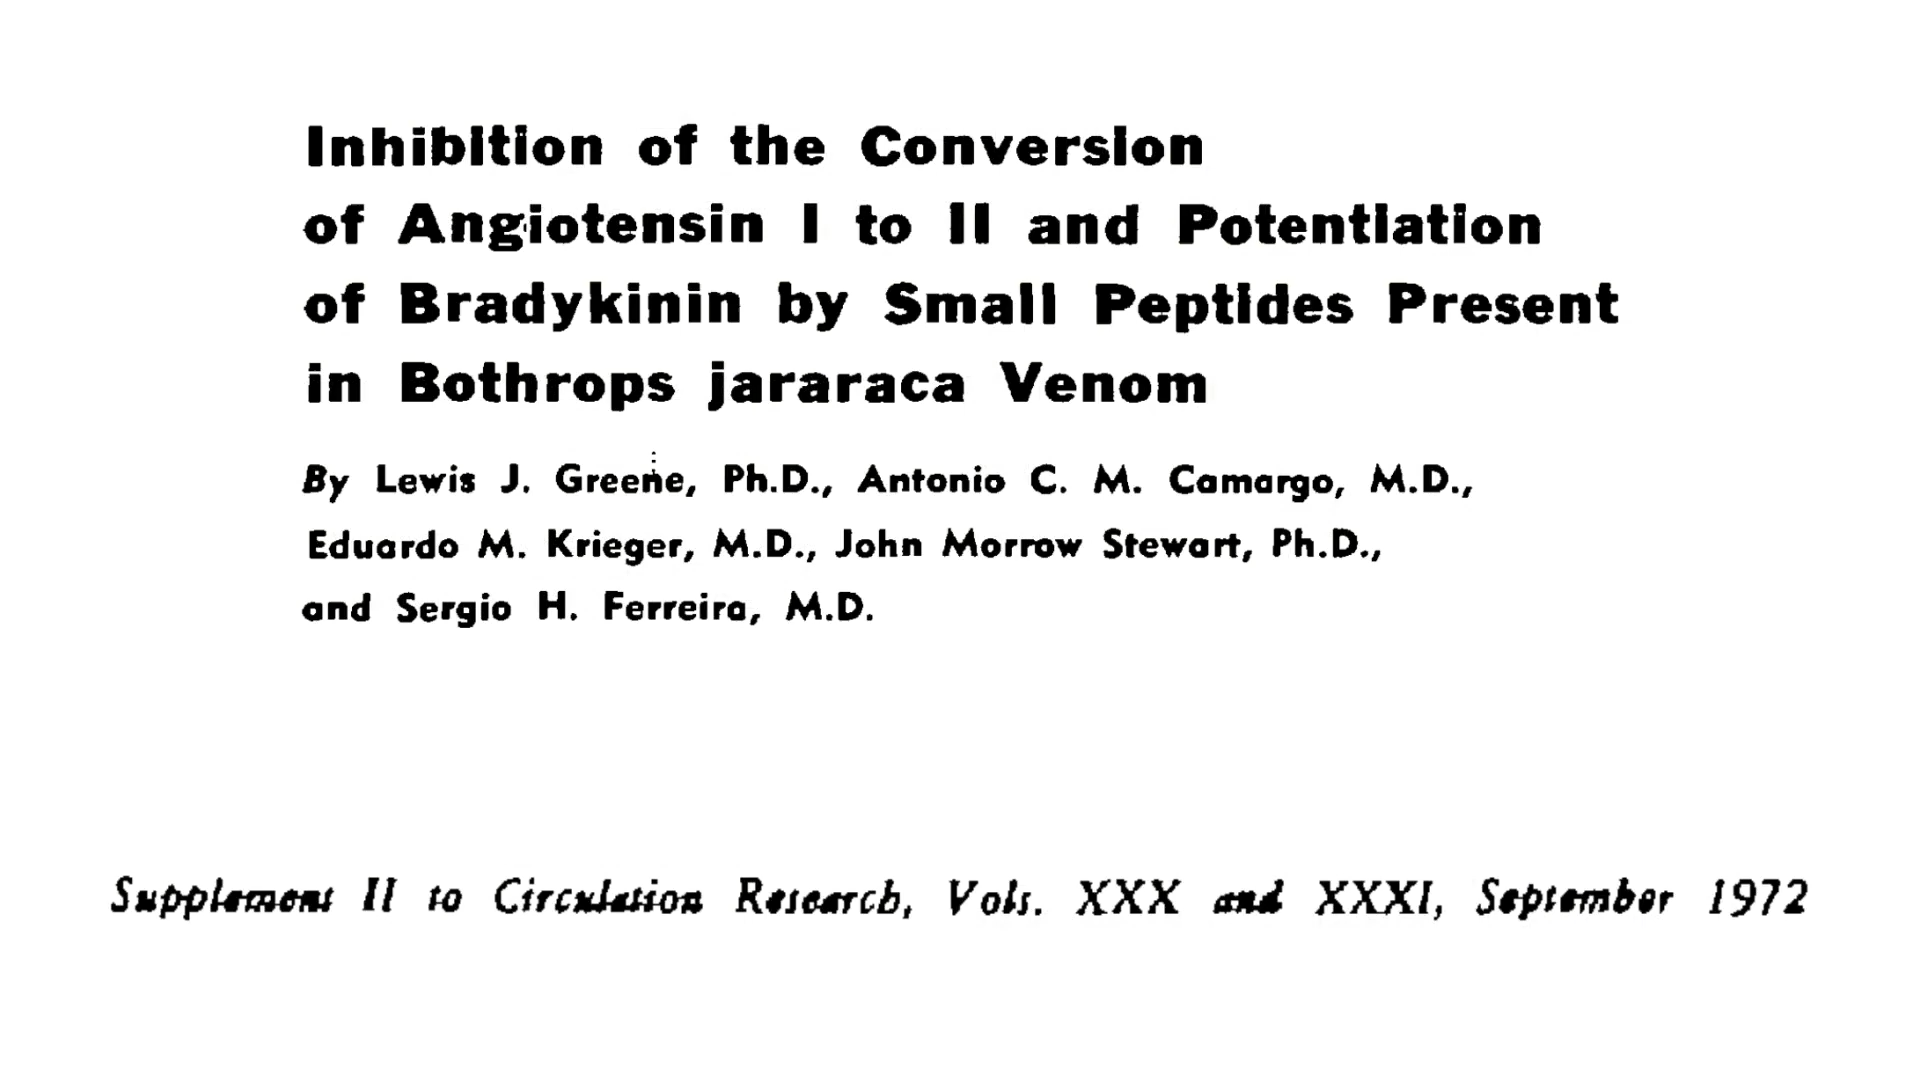 Inhibition of the Conversion
of Angiotensin I to II and Potentiation
of Bradykinin by Small Peptides Present
in Bothrops jararaca Venom
By Lewis J. Greene, Ph.D., Antonio C. M. Camargo, M.D.,
Eduardo M. Krieger, M.D., John Morrow Stewart, Ph.D.,
and Sergio H. Ferreira, M.D.
Supplement II to Circulation Research, Vols. XXX and XXXI, September 1972